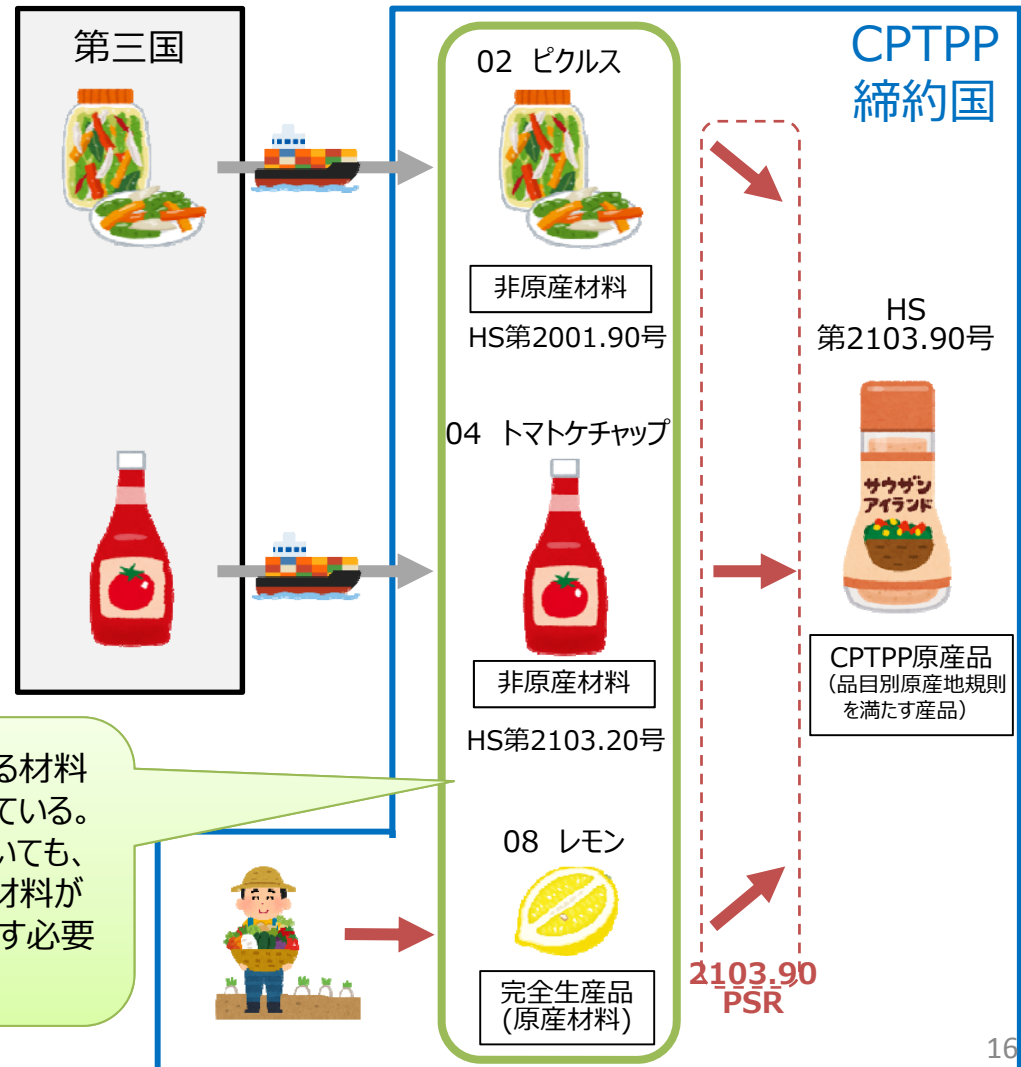 第三国
CPTPP
締約国
02 ピクルス
非原産材料
HS第2001.90号
04 トマトケチャップ
非原産材料
HS第2103.20号
HS
第2103.90号
サウザン
アイランド
CPTPP原産品
(品目別原産地規則
を満たす産品)
る材料
ている。
いても、
材料が
す必要
08 レモン
完全生産品
(原産材料)
2103.90
PSR
16